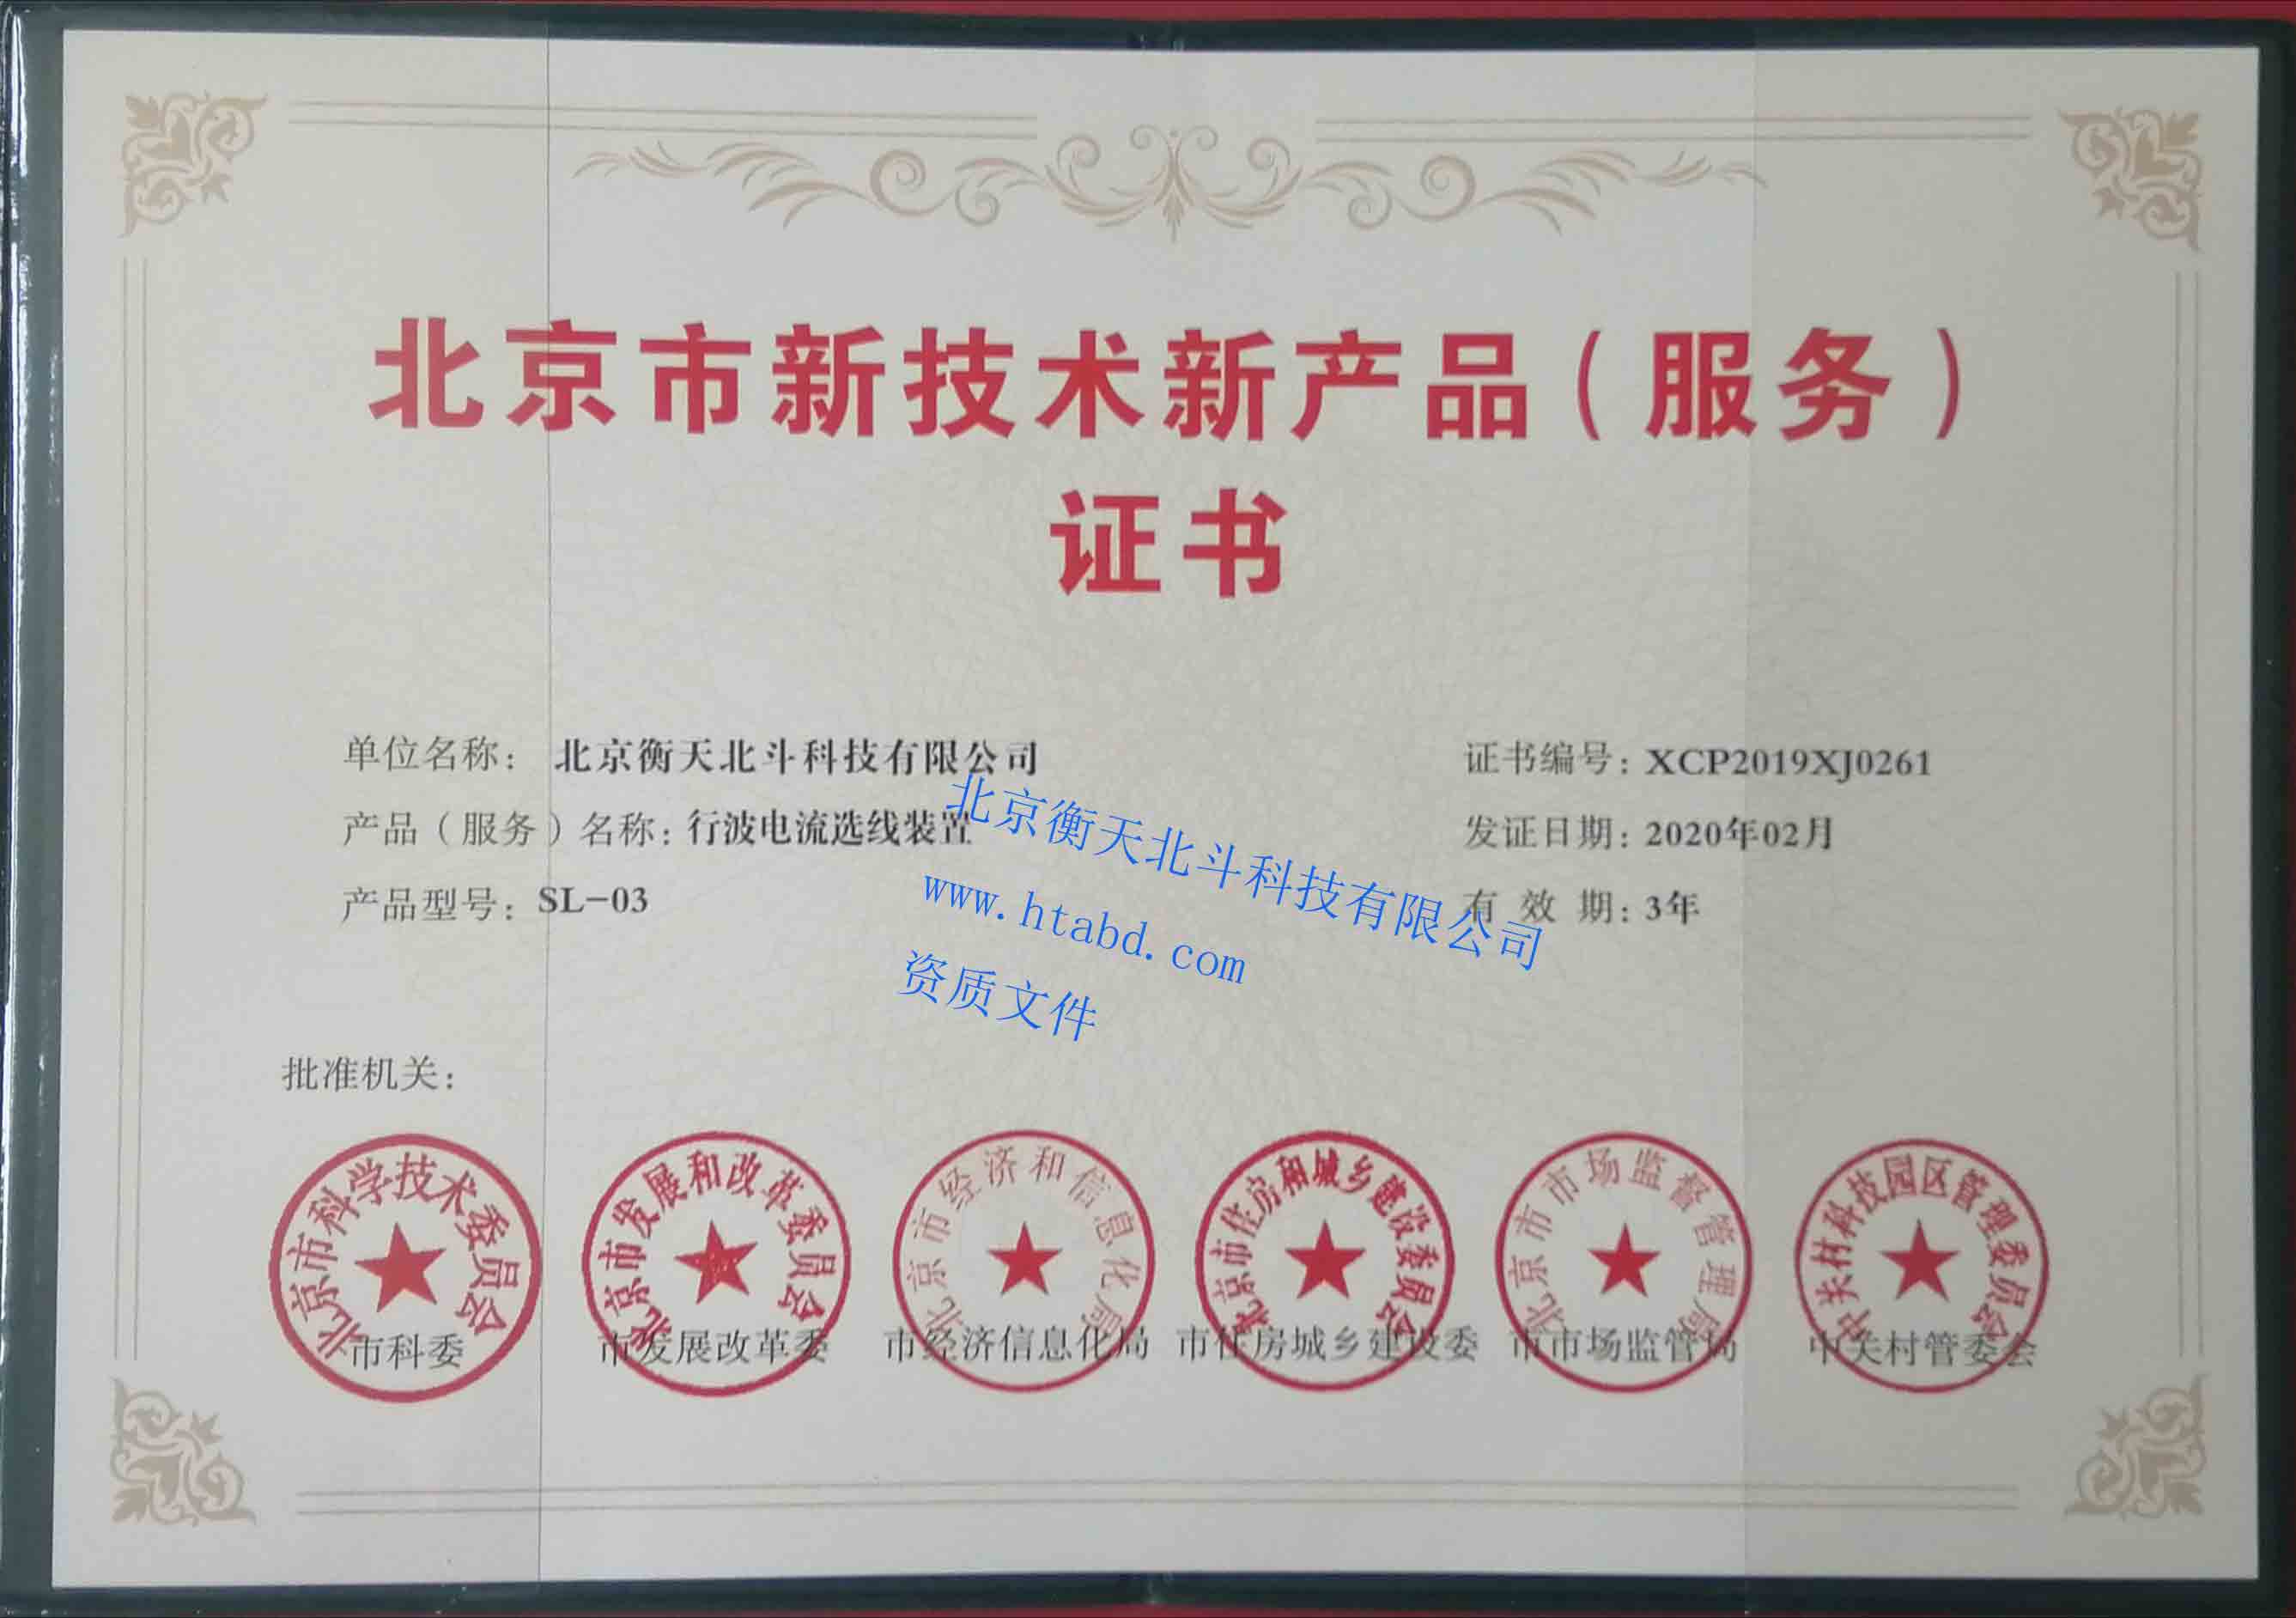 北京市新技术新产品（服务）
证书
单位名称：北京衡天北斗科技有限公司
证书编号：XCP2019XJ0261
产品（服务）名称：行波电流选线装置
发证日期：2020年02月
产品型号：SL-03
有 效 期：3年
北京衡天北斗科技有限公司
www.htabd.com
资质文件
批准机关：
北京市科学技术委员会
北京市发展和改革委员会
北京市经济和信息化局
北京市住房和城乡建设委员会
北京市市场监督管理局
中关村科技园区管理委员会
市科委
市发展改革委
市经济信息化局
市住房城乡建设委
市市场监管局
中关村管委会